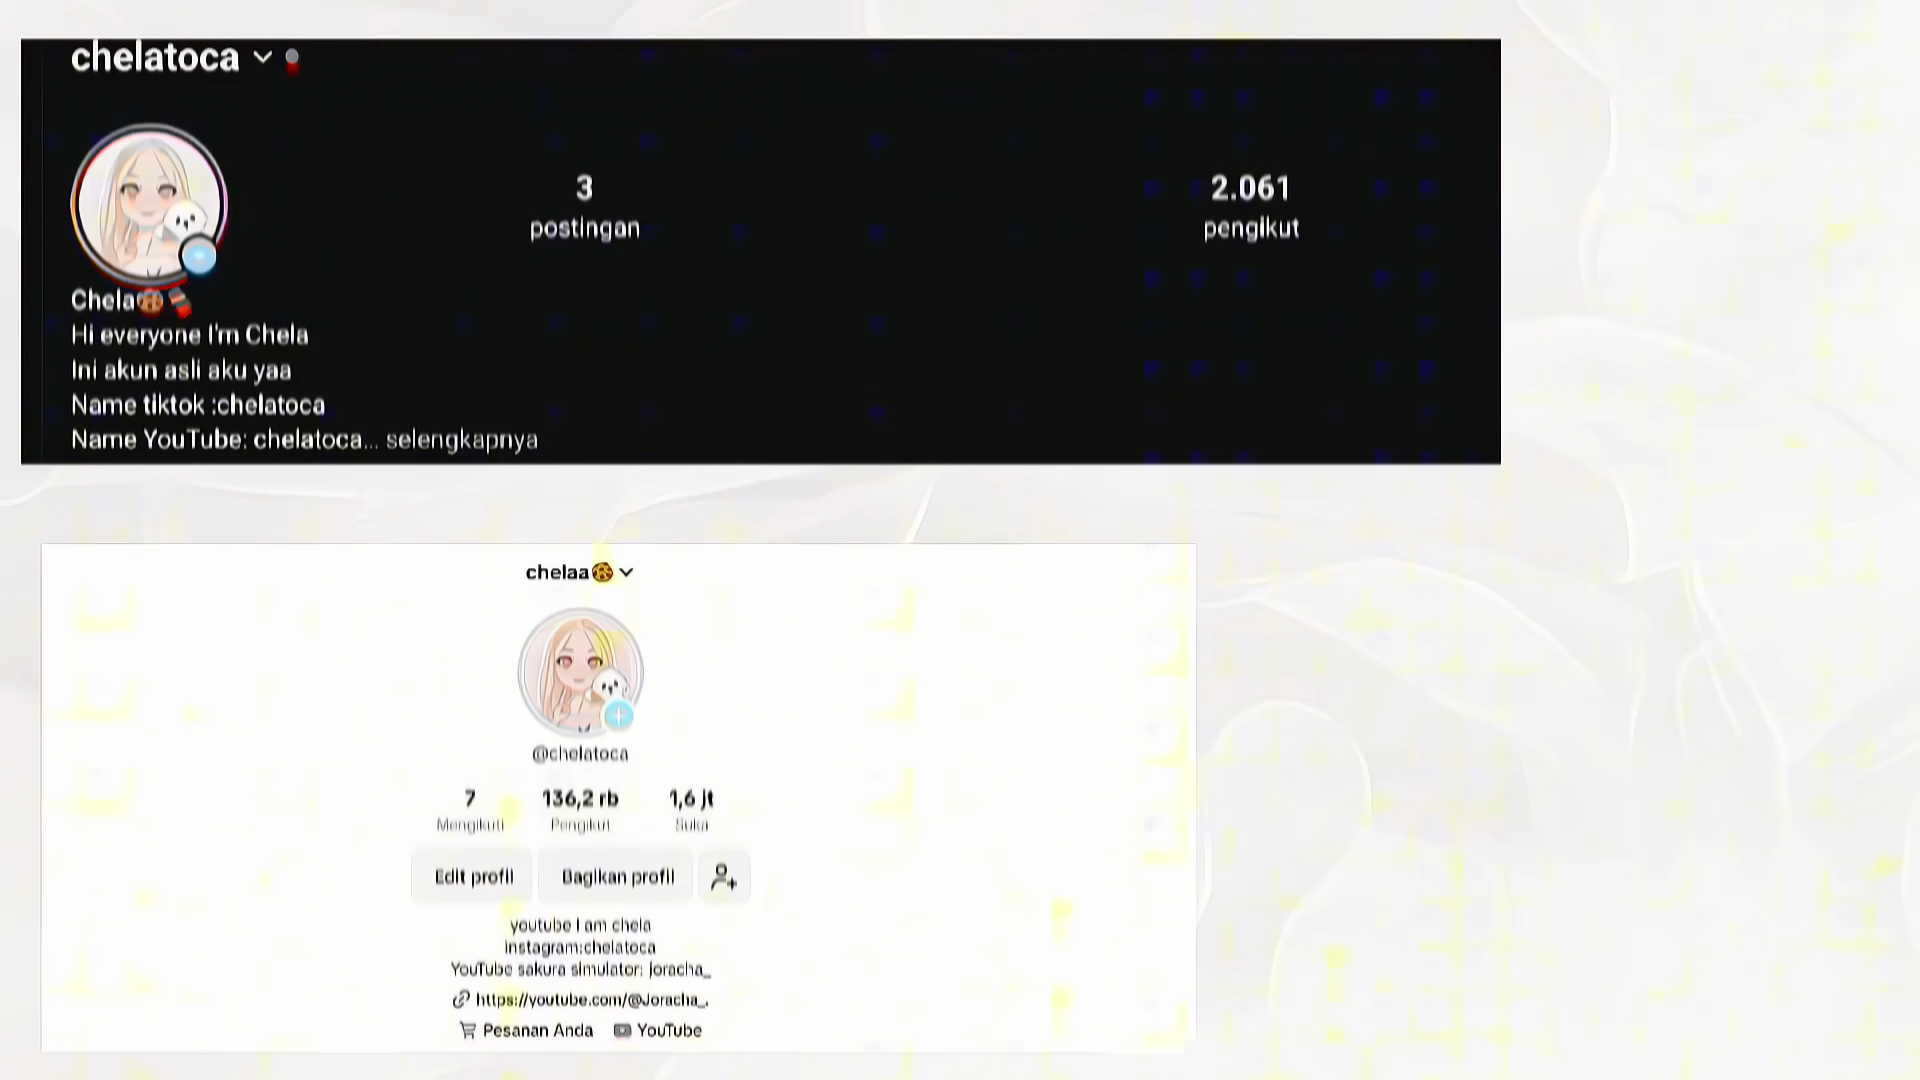 chelatoca
3
postingan
2.061
pengikut
Chela
Hi everyone I'm Chela
Ini akun asli aku yaa
Name tiktok :chelatoca
Name YouTube: chelatoca... selengkapnya
chelaa
@chelatoca
7
Mengikuti
136,2 rb
Pengikut
1,6 jt
Suka
Edit profil
Bagikan profil
youtube I am chela
instagram:chelatoca
YouTube sakura simulator: joracha_
https://youtube.com/@Joracha_.
Pesanan Anda
YouTube